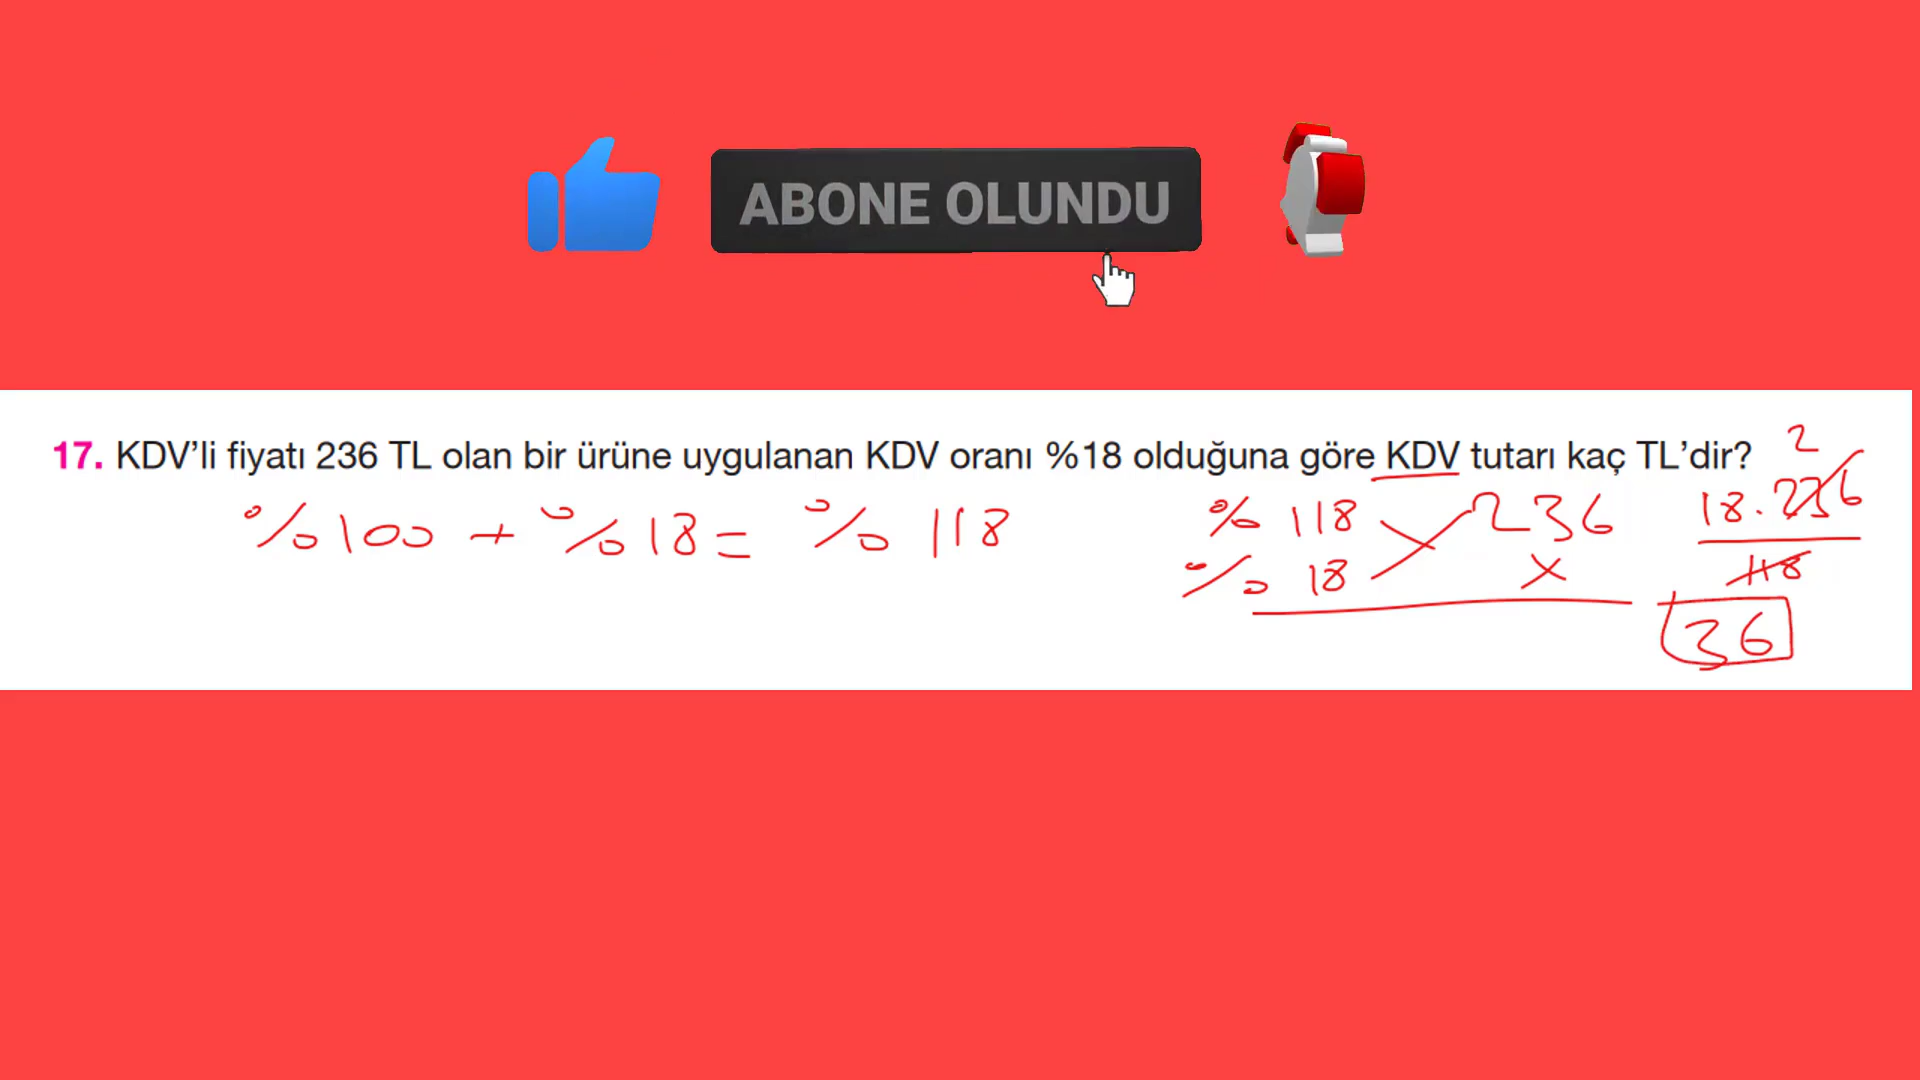 ABONE OLUNDU
17. KDV'li fiyatı 236 TL olan bir ürüne uygulanan KDV oranı %18 olduğuna göre KDV tutarı kaç TL'dir?
%100 + %18 = %118
%118 236
%18 x
2
18.236
118
36